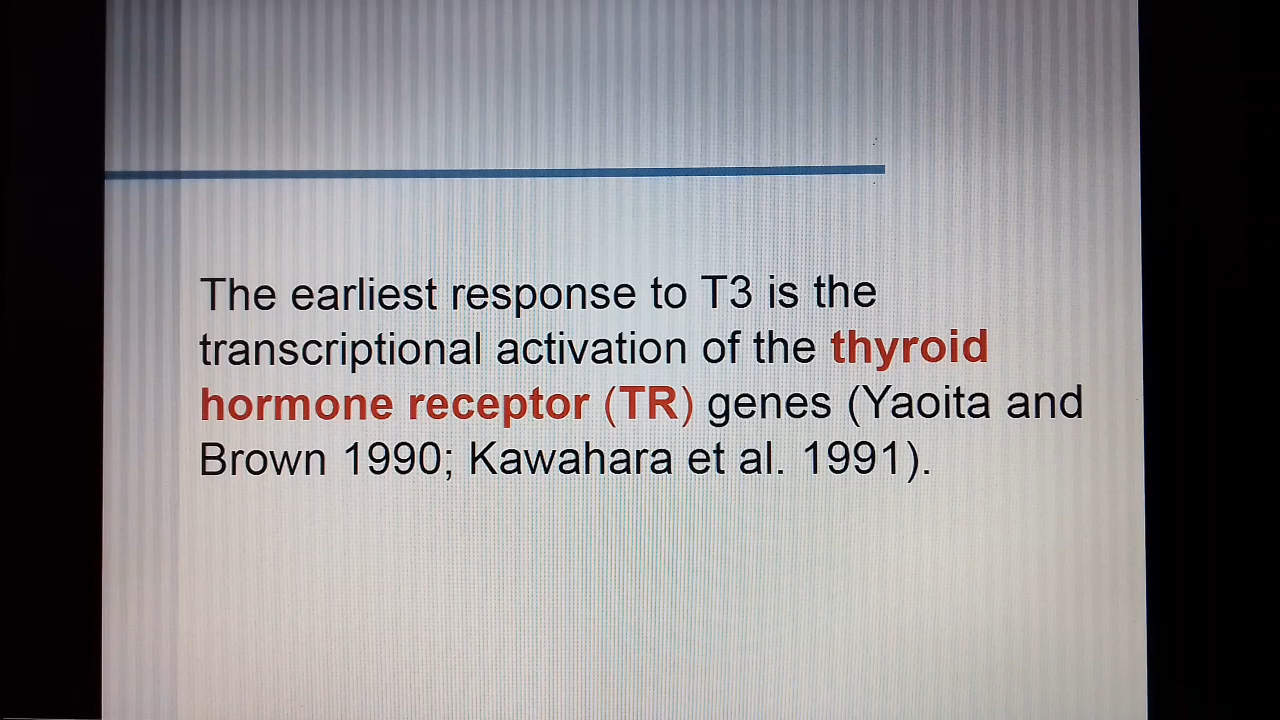 The earliest response to T3 is the
transcriptional activation of the thyroid
hormone receptor (TR) genes (Yaoita and
Brown 1990; Kawahara et al. 1991).